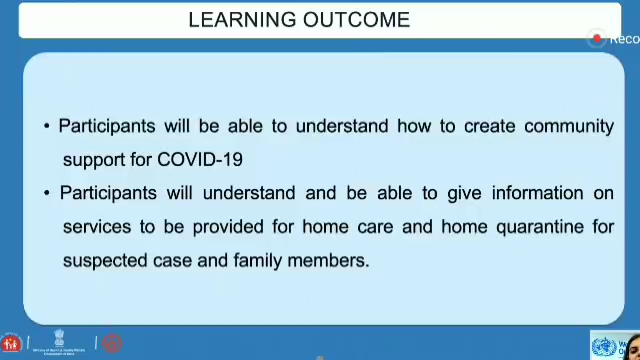 LEARNING OUTCOME
Reco
• Participants will be able to understand how to create community
support for COVID-19
• Participants will understand and be able to give information on
services to be provided for home care and home quarantine for
suspected case and family members.